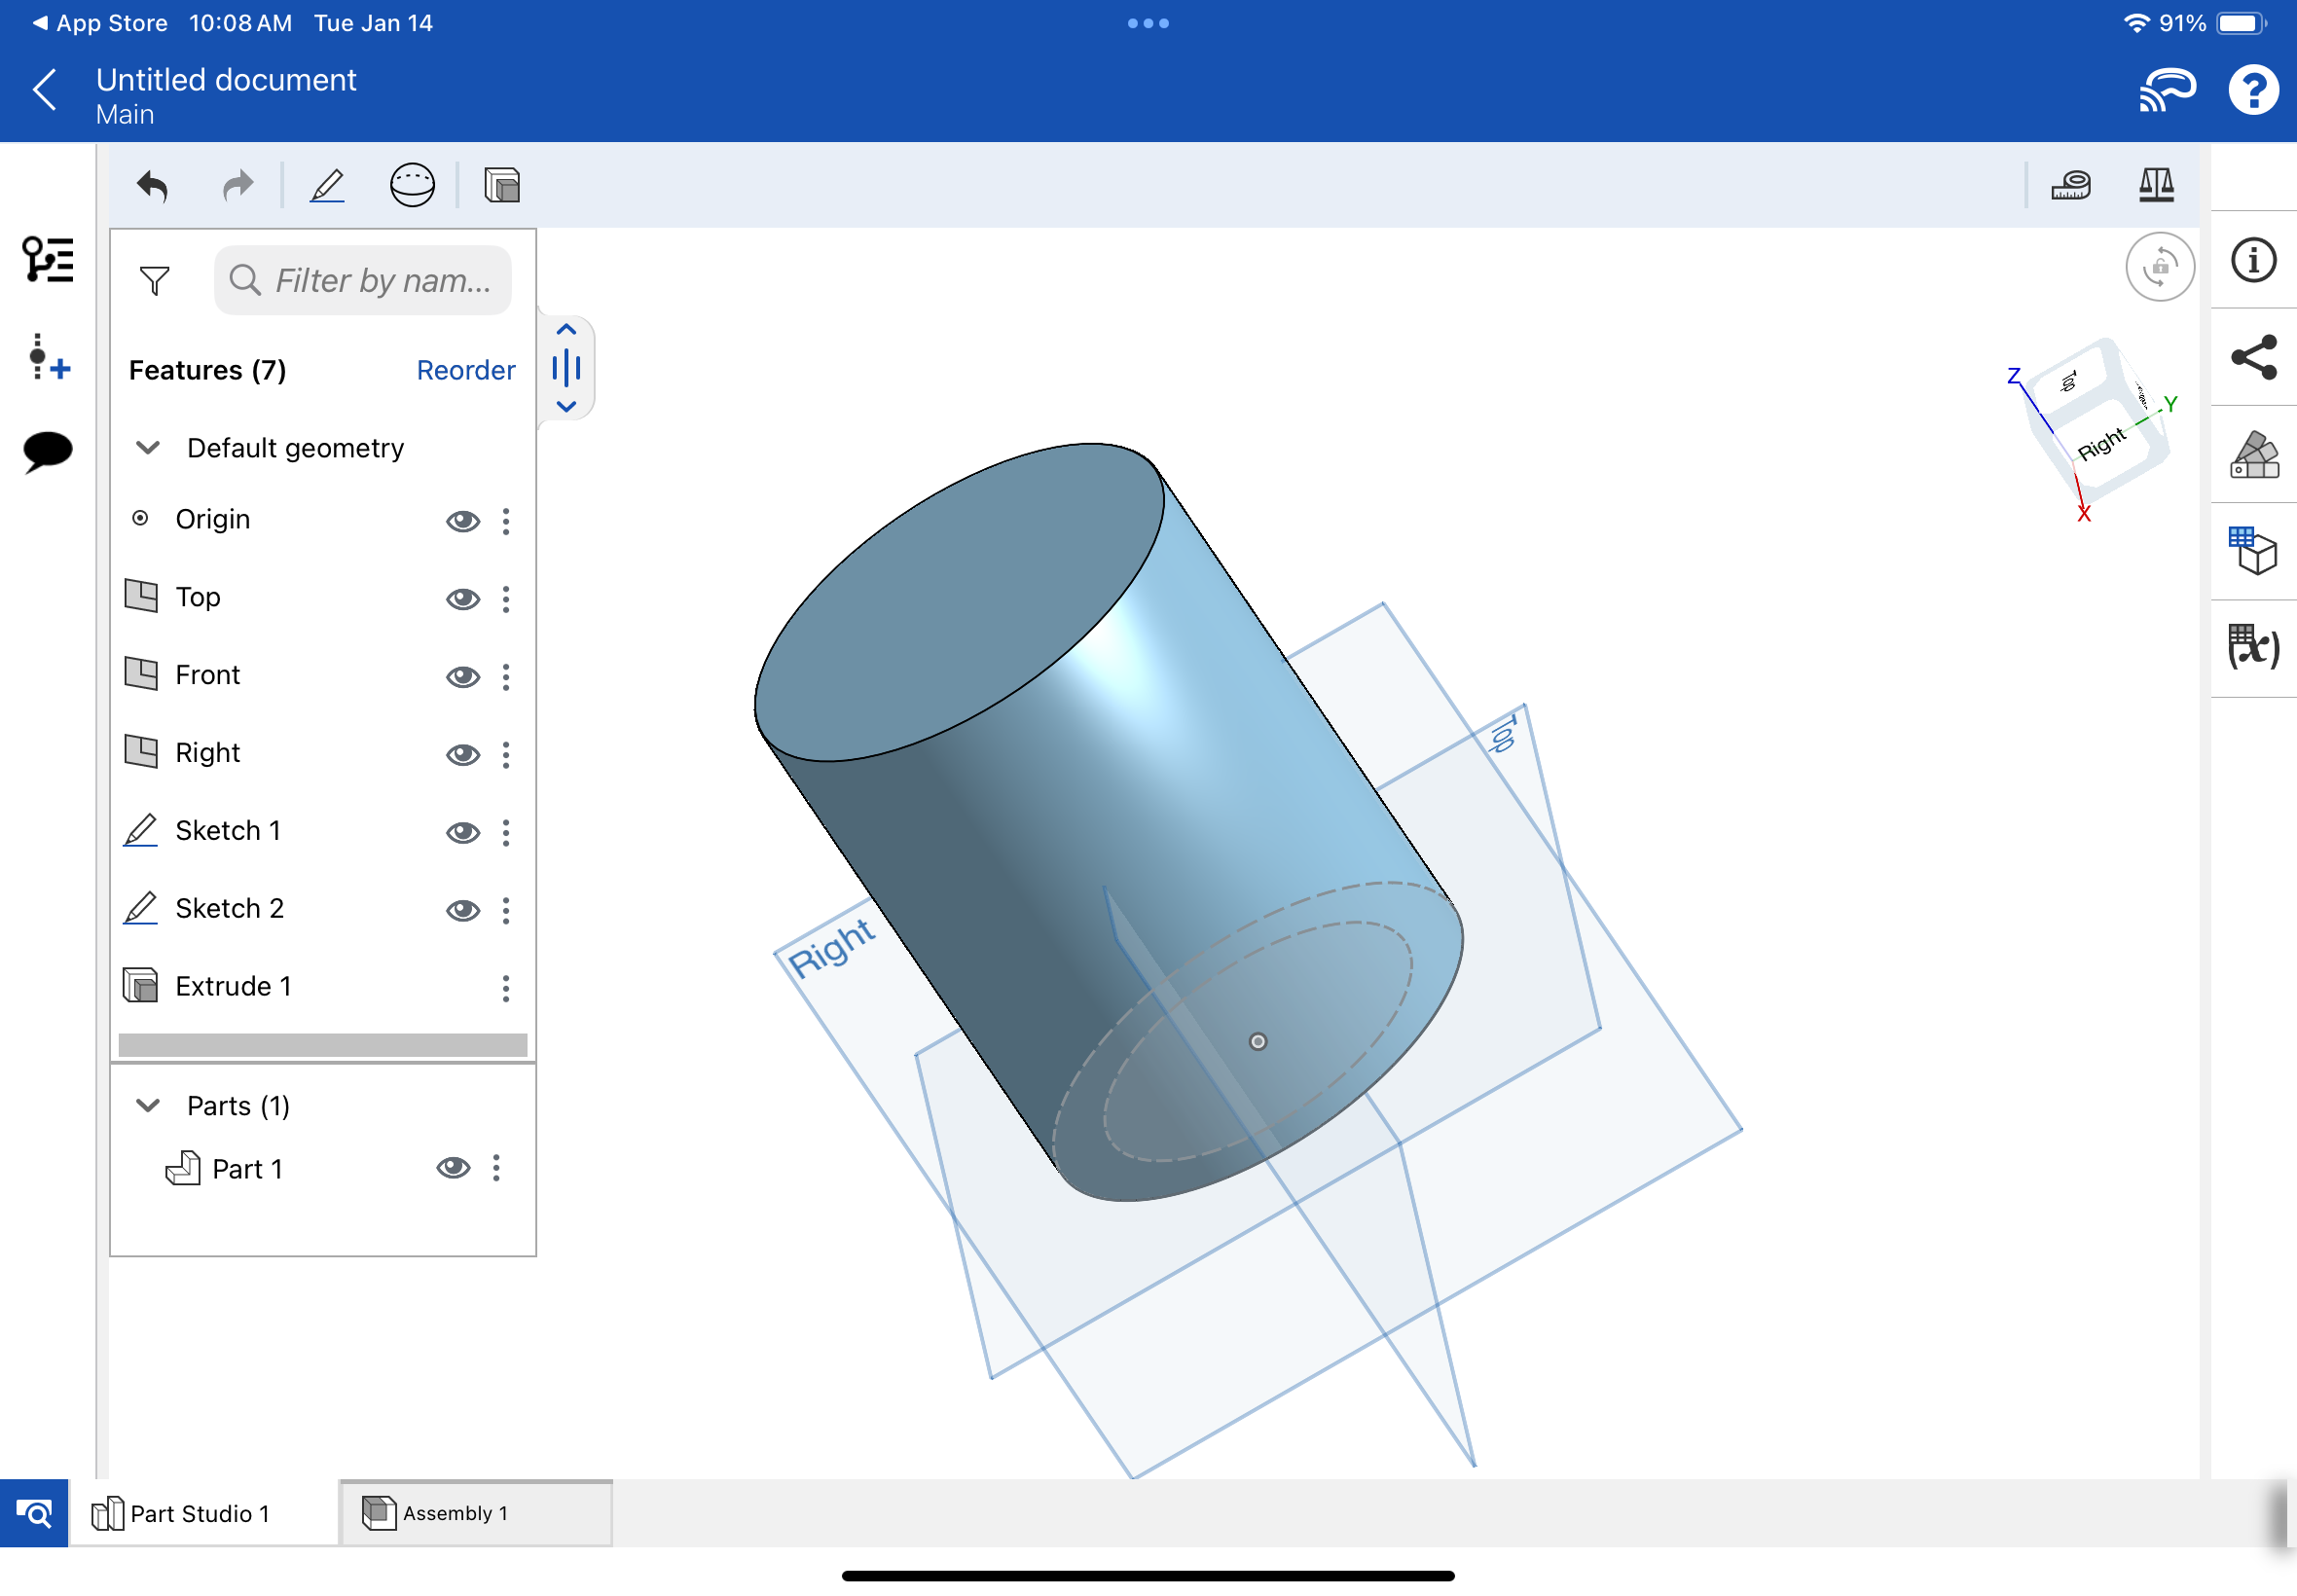 App Store 10:08 AM Tue Jan 14
91%
Untitled document
Main
Filter by nam...
Features (7) Reorder
Default geometry
Origin
Top
Front
Right
Sketch 1
Sketch 2
Extrude 1
Parts (1)
Part 1
Z
Top
Y
Right
X
Top
Right
(x)
Part Studio 1
Assembly 1